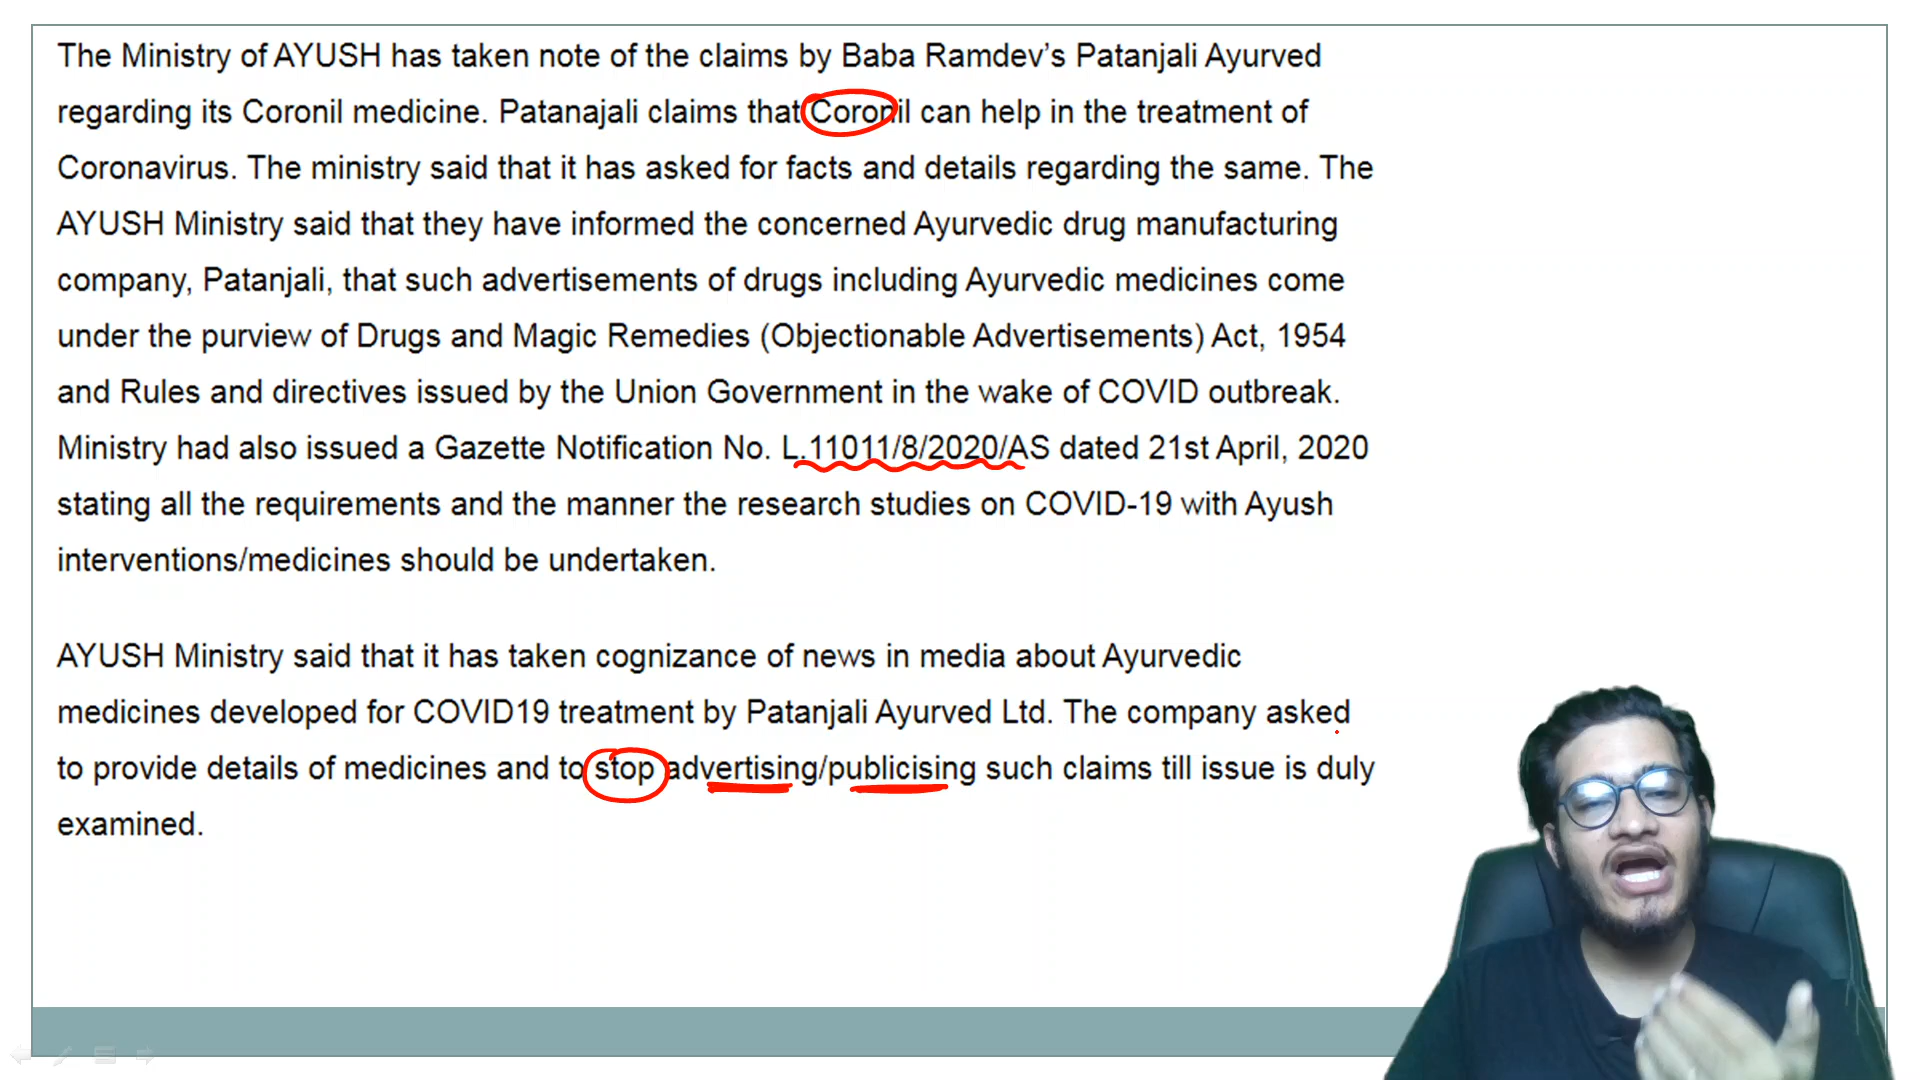 The Ministry of AYUSH has taken note of the claims by Baba Ramdev’s Patanjali Ayurved
regarding its Coronil medicine. Patanajali claims that Coronil can help in the treatment of
Coronavirus. The ministry said that it has asked for facts and details regarding the same. The
AYUSH Ministry said that they have informed the concerned Ayurvedic drug manufacturing
company, Patanjali, that such advertisements of drugs including Ayurvedic medicines come
under the purview of Drugs and Magic Remedies (Objectionable Advertisements) Act, 1954
and Rules and directives issued by the Union Government in the wake of COVID outbreak.
Ministry had also issued a Gazette Notification No. L.11011/8/2020/AS dated 21st April, 2020
stating all the requirements and the manner the research studies on COVID-19 with Ayush
interventions/medicines should be undertaken.
AYUSH Ministry said that it has taken cognizance of news in media about Ayurvedic
medicines developed for COVID19 treatment by Patanjali Ayurved Ltd. The company asked
to provide details of medicines and to stop advertising/publicising such claims till issue is duly
examined.